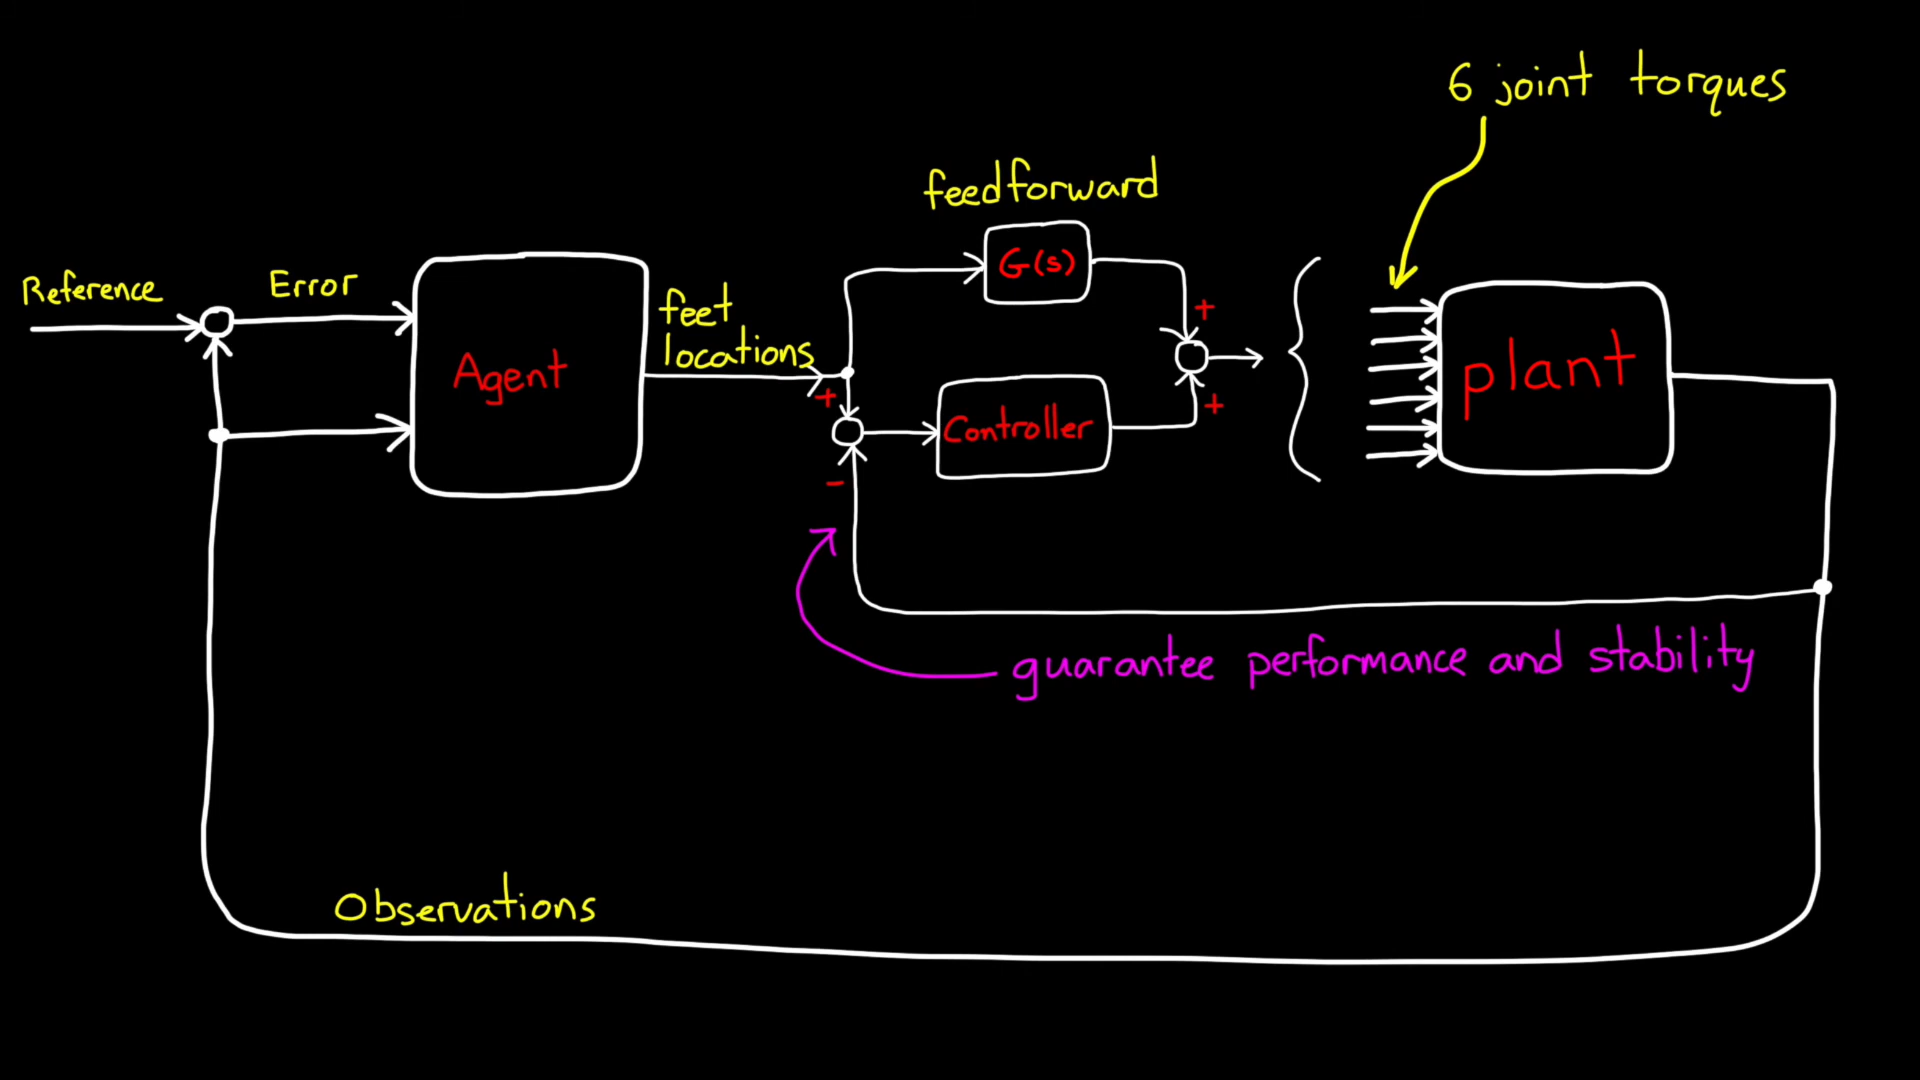 6 joint torques
feedforward
G(s)
Reference
Error
feet
locations
Agent
+
+
Controller
+
-
plant
guarantee performance and stability
Observations